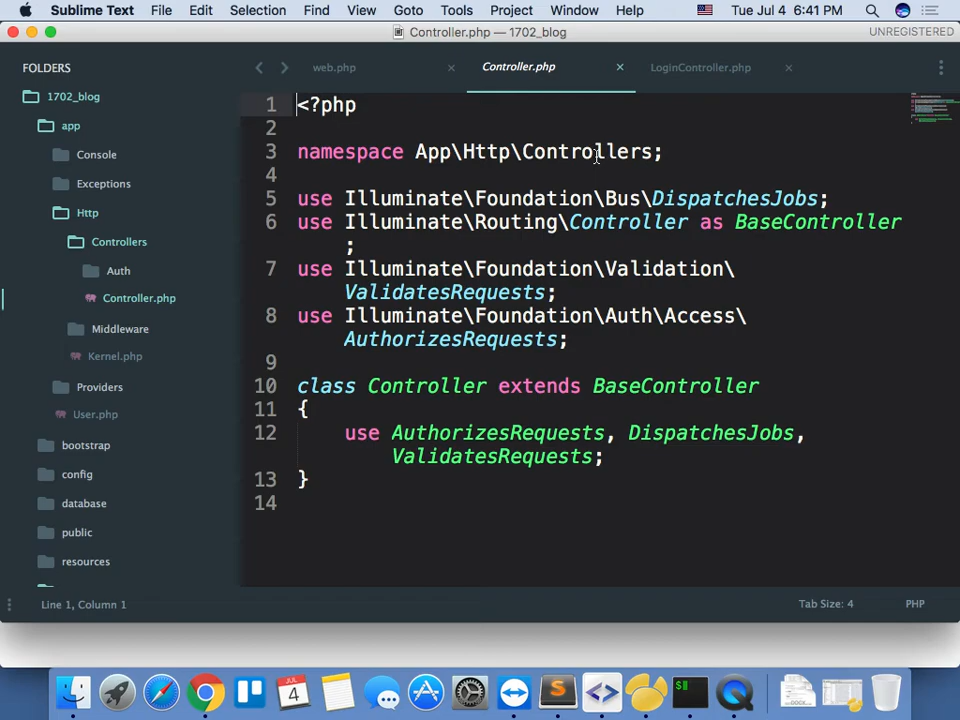 Sublime Text File Edit Selection Find View Goto Tools Project Window Help Tue Jul 4 6:41 PM
Controller.php — 1702_blog UNREGISTERED
FOLDERS
1702_blog
app
Console
Exceptions
Http
Controllers
Auth
Controller.php
Middleware
Kernel.php
Providers
User.php
bootstrap
config
database
public
resources
web.php Controller.php LoginController.php
1 <?php
2
3 namespace App\Http\Controllers;
4
5 use Illuminate\Foundation\Bus\DispatchesJobs;
6 use Illuminate\Routing\Controller as BaseController
;
7 use Illuminate\Foundation\Validation\
ValidatesRequests;
8 use Illuminate\Foundation\Auth\Access\
AuthorizesRequests;
9
10 class Controller extends BaseController
11 {
12 use AuthorizesRequests, DispatchesJobs,
ValidatesRequests;
13 }
14
Line 1, Column 1 Tab Size: 4 PHP
JUL
4